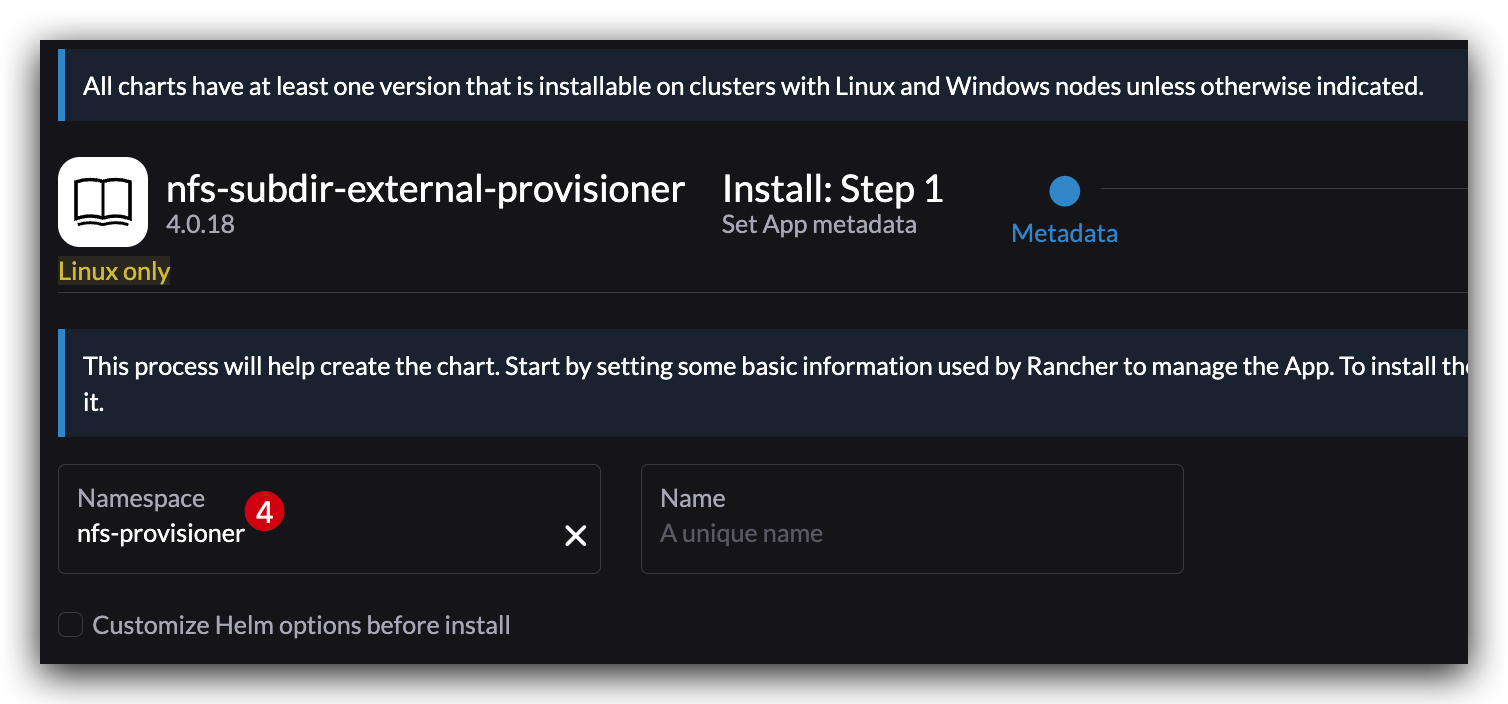 All charts have at least one version that is installable on clusters with Linux and Windows nodes unless otherwise indicated.
nfs-subdir-external-provisioner
4.0.18
Linux only
Install: Step 1
Set App metadata
Metadata
This process will help create the chart. Start by setting some basic information used by Rancher to manage the App. To install
it.
Namespace
nfs-provisioner
4
Name
A unique name
Customize Helm options before install